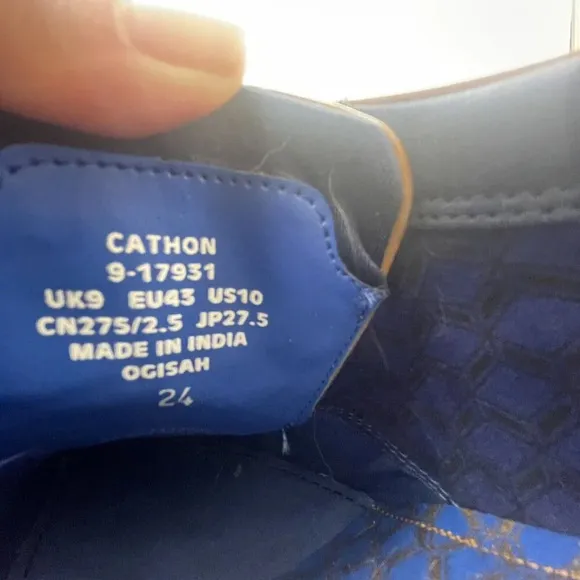 CATHON
9-17931
UK9 EU43 US10
CN275/2.5 JP27.5
MADE IN INDIA
OGISAH
24